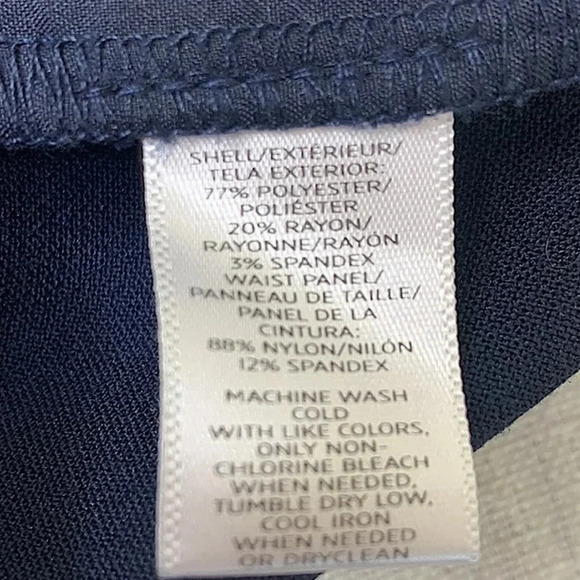 SHELL/EXTÉRIEUR/
TELA EXTERIOR:
77% POLYESTER/
POLIÉSTER
20% RAYON/
RAYONNE/RAYÓN
3% SPANDEX
WAIST PANEL/
PANNEAU DE TAILLE/
PANEL DE LA
CINTURA:
88% NYLON/NILÓN
12% SPANDEX
MACHINE WASH
COLD
WITH LIKE COLORS,
ONLY NON-
CHLORINE BLEACH
WHEN NEEDED,
TUMBLE DRY LOW,
COOL IRON
WHEN NEEDED
OR DRYCLEAN